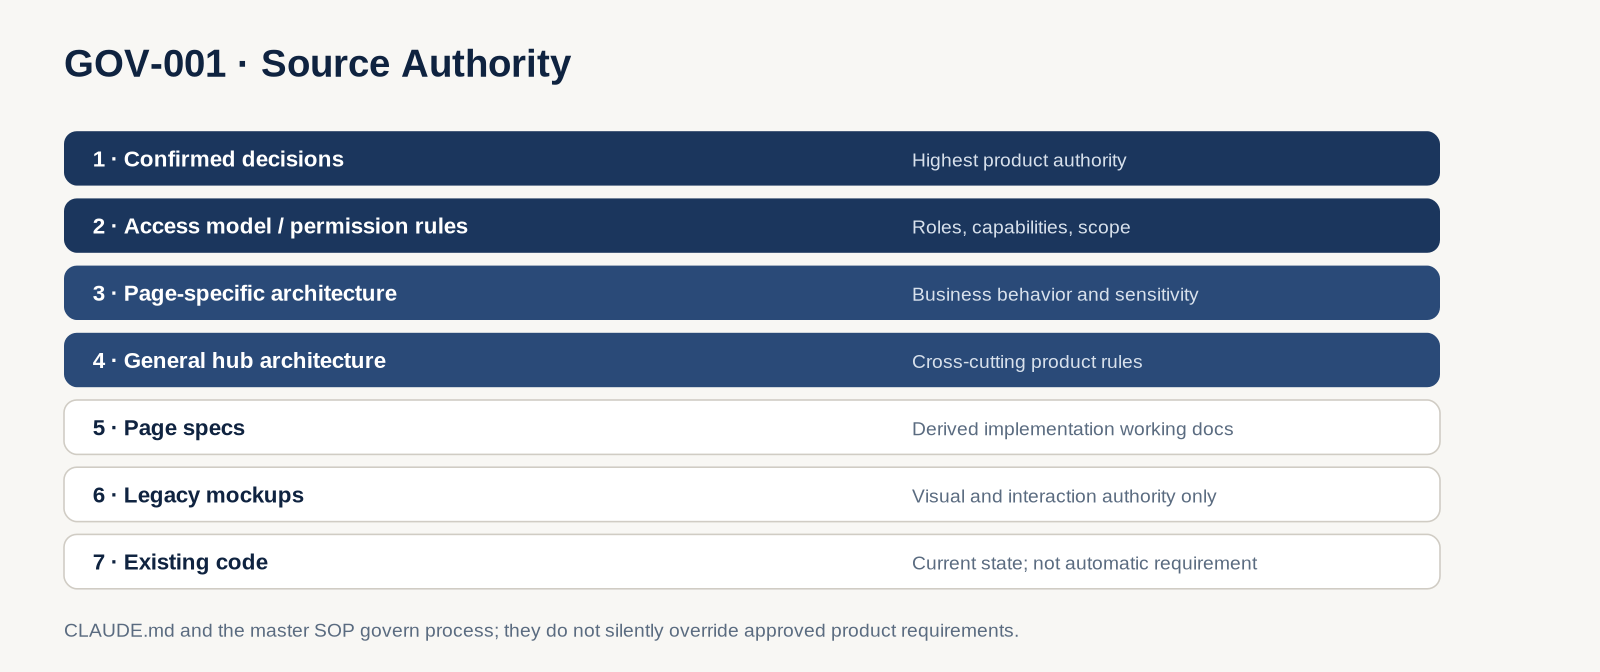 GOV-001 · Source Authority
1 · Confirmed decisions Highest product authority
2 · Access model / permission rules Roles, capabilities, scope
3 · Page-specific architecture Business behavior and sensitivity
4 · General hub architecture Cross-cutting product rules
5 · Page specs Derived implementation working docs
6 · Legacy mockups Visual and interaction authority only
7 · Existing code Current state; not automatic requirement
CLAUDE.md and the master SOP govern process; they do not silently override approved product requirements.